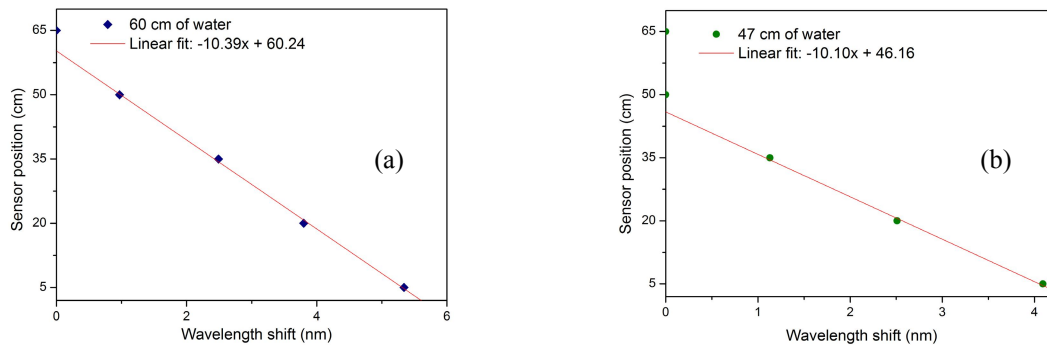 60 cm of water
Linear fit: -10.39x + 60.24
(a)
Sensor position (cm)
65
50
35
20
5
0
2
4
6
Wavelength shift (nm)
47 cm of water
Linear fit: -10.10x + 46.16
(b)
Sensor position (cm)
65
50
35
20
5
0
1
2
3
4
Wavelength shift (nm)